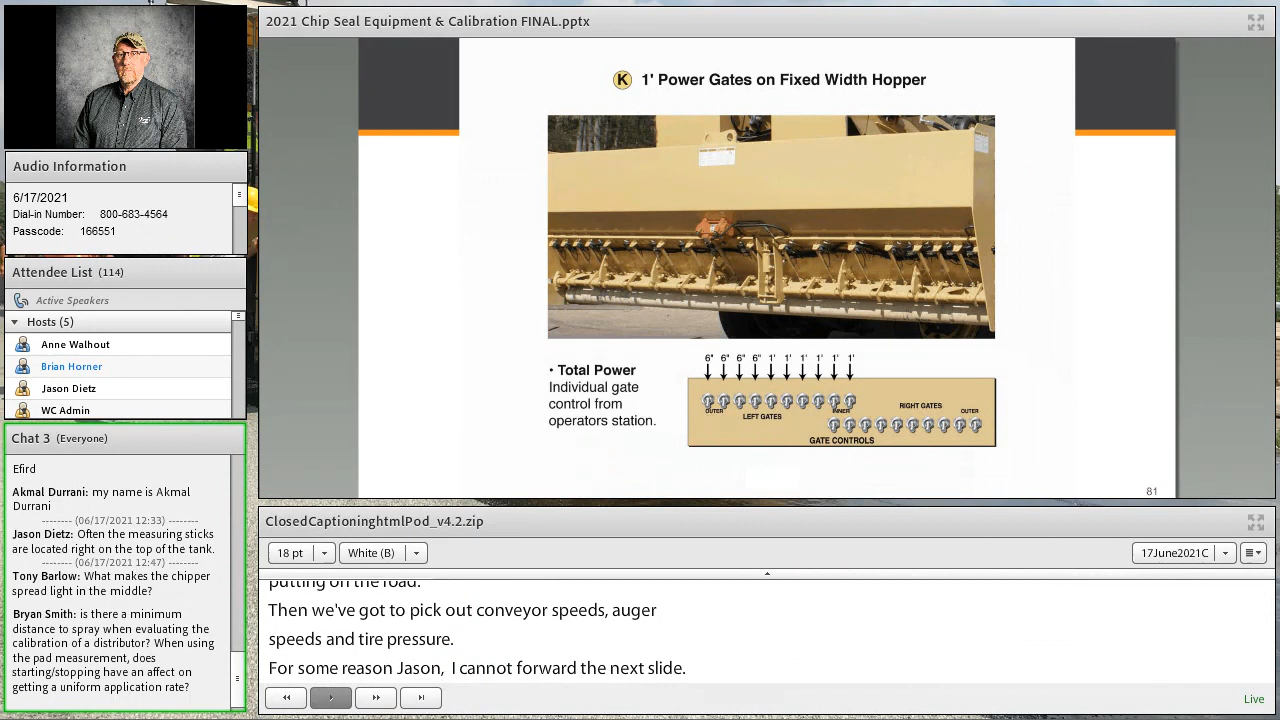 Audio Information
6/17/2021
Dial-in Number: 800-683-4564
Passcode: 166551
Attendee List (114)
Active Speakers
Hosts (5)
Anne Walhout
Brian Horner
Jason Dietz
WC Admin
Chat 3 (Everyone)
Efird
Akmal Durrani: my name is Akmal
Durrani
-------- (06/17/2021 12:33) --------
Jason Dietz: Often the measuring sticks
are located right on the top of the tank.
-------- (06/17/2021 12:47) --------
Tony Barlow: What makes the chipper
spread light in the middle?
Bryan Smith: is there a minimum
distance to spray when evaluating the
calibration of a distributor? When using
the pad measurement, does
starting/stopping have an affect on
getting a uniform application rate?
2021 Chip Seal Equipment & Calibration FINAL.pptx
K 1' Power Gates on Fixed Width Hopper
• Total Power
Individual gate
control from
operators station.
6" 6" 6" 6" 1' 1' 1' 1' 1' 1'
OUTER LEFT GATES INNER RIGHT GATES OUTER
GATE CONTROLS
81
ClosedCaptioninghtmlPod_v4.2.zip
18 pt White (B) 17June2021C
putting on the road.
Then we've got to pick out conveyor speeds, auger
speeds and tire pressure.
For some reason Jason, I cannot forward the next slide.
Live